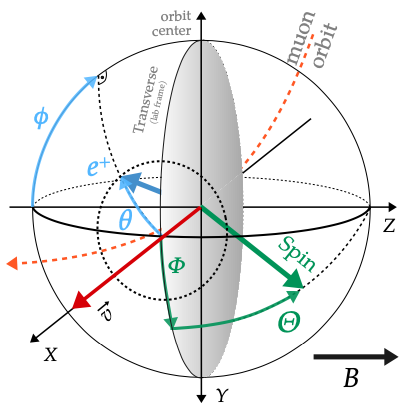 orbit
center
muon
orbit
Transverse
(lab frame)
ϕ
e⁺
θ
Z
Spin
Φ
Θ
v⃗
X
B
Y